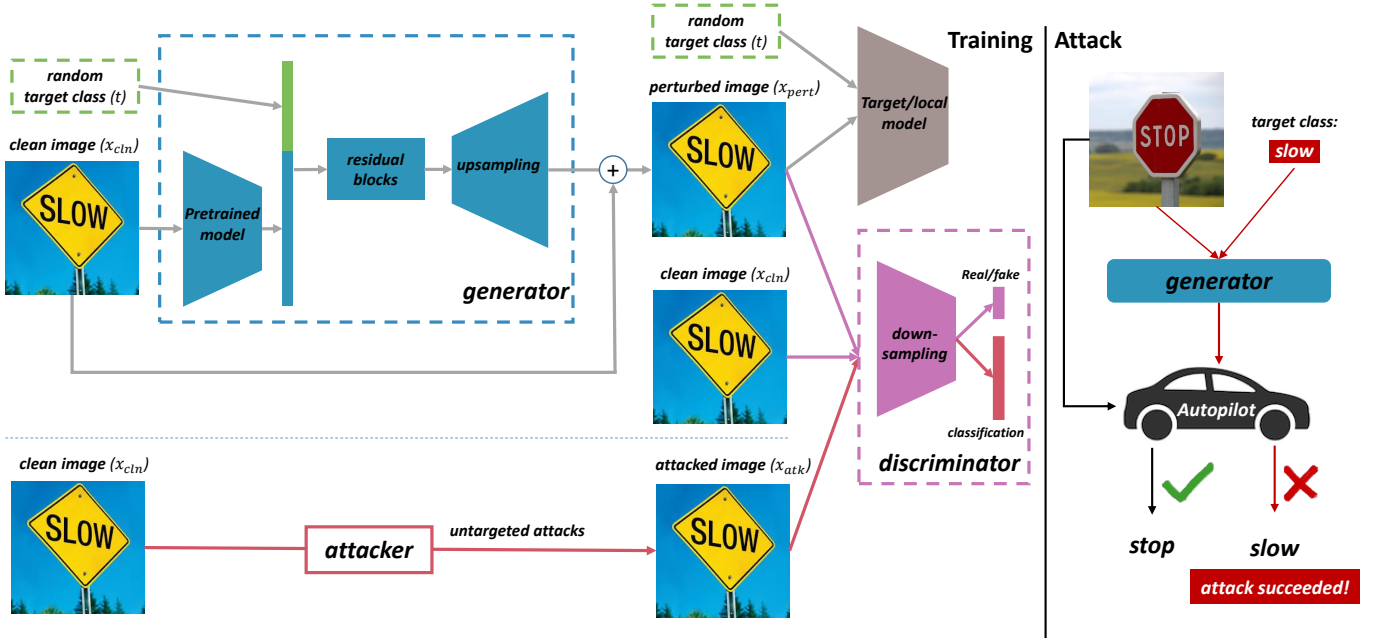 random
target class (t)
clean image (x_cln)
SLOW
Pretrained
model
residual
blocks
upsampling
+
generator
random
target class (t)
perturbed image (x_pert)
SLOW
Target/local
model
clean image (x_cln)
SLOW
Real/fake
down-
sampling
classification
discriminator
clean image (x_cln)
SLOW
attacker
untargeted attacks
attacked image (x_atk)
SLOW
Training
Attack
STOP
target class:
slow
generator
Autopilot
stop
slow
attack succeeded!